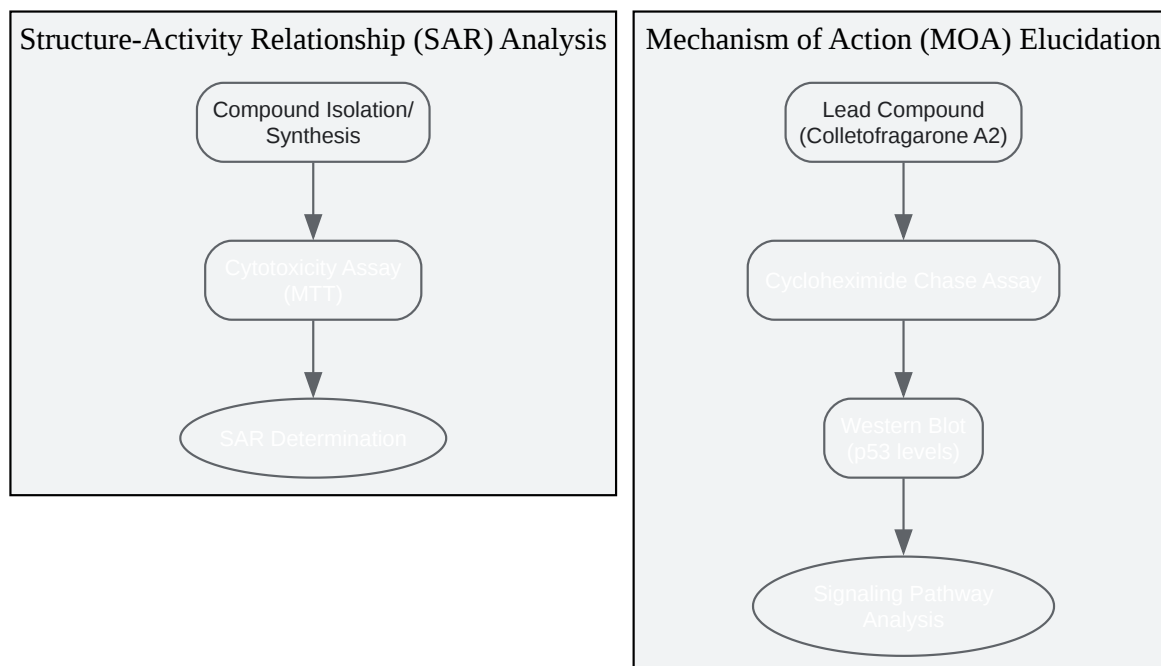 Structure-Activity Relationship (SAR) Analysis
Compound Isolation/
Synthesis
Cytotoxicity Assay
(MTT)
SAR Determination
Mechanism of Action (MOA) Elucidation
Lead Compound
(Colletofragarone A2)
Cycloheximide Chase Assay
Western Blot
(p53 levels)
Signaling Pathway
Analysis